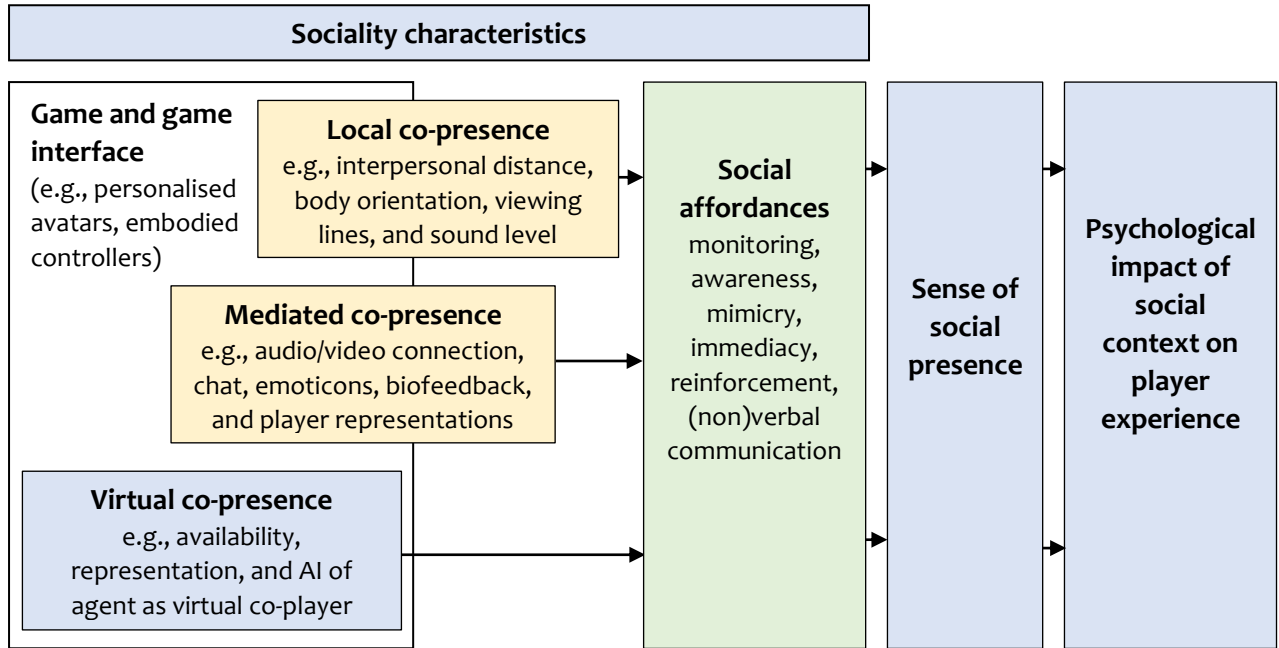 Sociality characteristics
Game and game
interface
(e.g., personalised
avatars, embodied
controllers)
Local co-presence
e.g., interpersonal distance,
body orientation, viewing
lines, and sound level
Mediated co-presence
e.g., audio/video connection,
chat, emoticons, biofeedback,
and player representations
Virtual co-presence
e.g., availability,
representation, and AI of
agent as virtual co-player
Social
affordances
monitoring,
awareness,
mimicry,
immediacy,
reinforcement,
(non)verbal
communication
Sense of
social
presence
Psychological
impact of
social
context on
player
experience